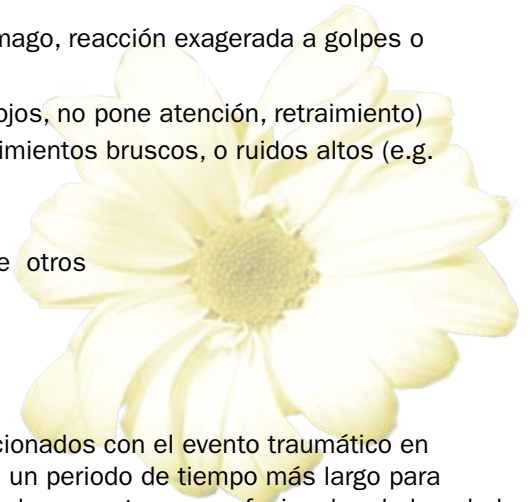 mago, reacción exagerada a golpes o
ojos, no pone atención, retraimiento)
imientos bruscos, o ruidos altos (e.g.
e otros
cionados con el evento traumático en
un periodo de tiempo más largo para